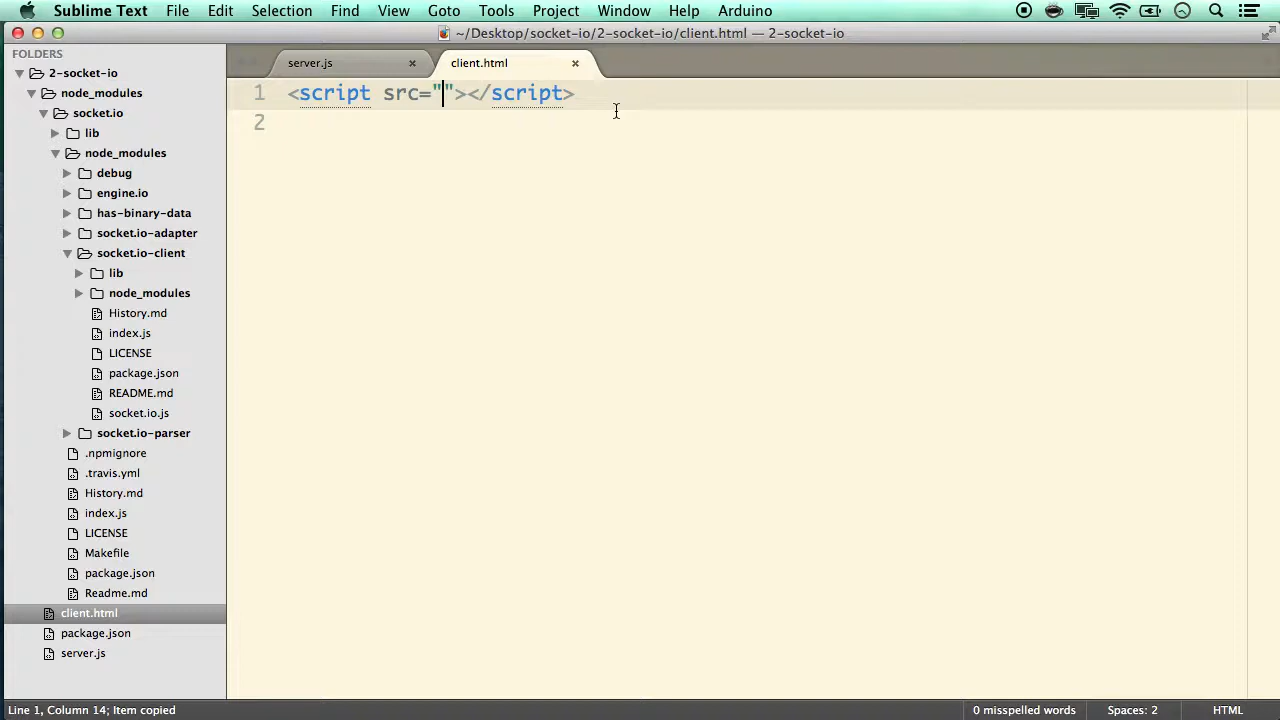 Sublime Text File Edit Selection Find View Goto Tools Project Window Help Arduino
~/Desktop/socket-io/2-socket-io/client.html — 2-socket-io
FOLDERS
2-socket-io
node_modules
socket.io
lib
node_modules
debug
engine.io
has-binary-data
socket.io-adapter
socket.io-client
lib
node_modules
History.md
index.js
LICENSE
package.json
README.md
socket.io.js
socket.io-parser
.npmignore
.travis.yml
History.md
index.js
LICENSE
Makefile
package.json
Readme.md
client.html
package.json
server.js
server.js client.html
1 <script src=""></script>
2
Line 1, Column 14; Item copied 0 misspelled words Spaces: 2 HTML